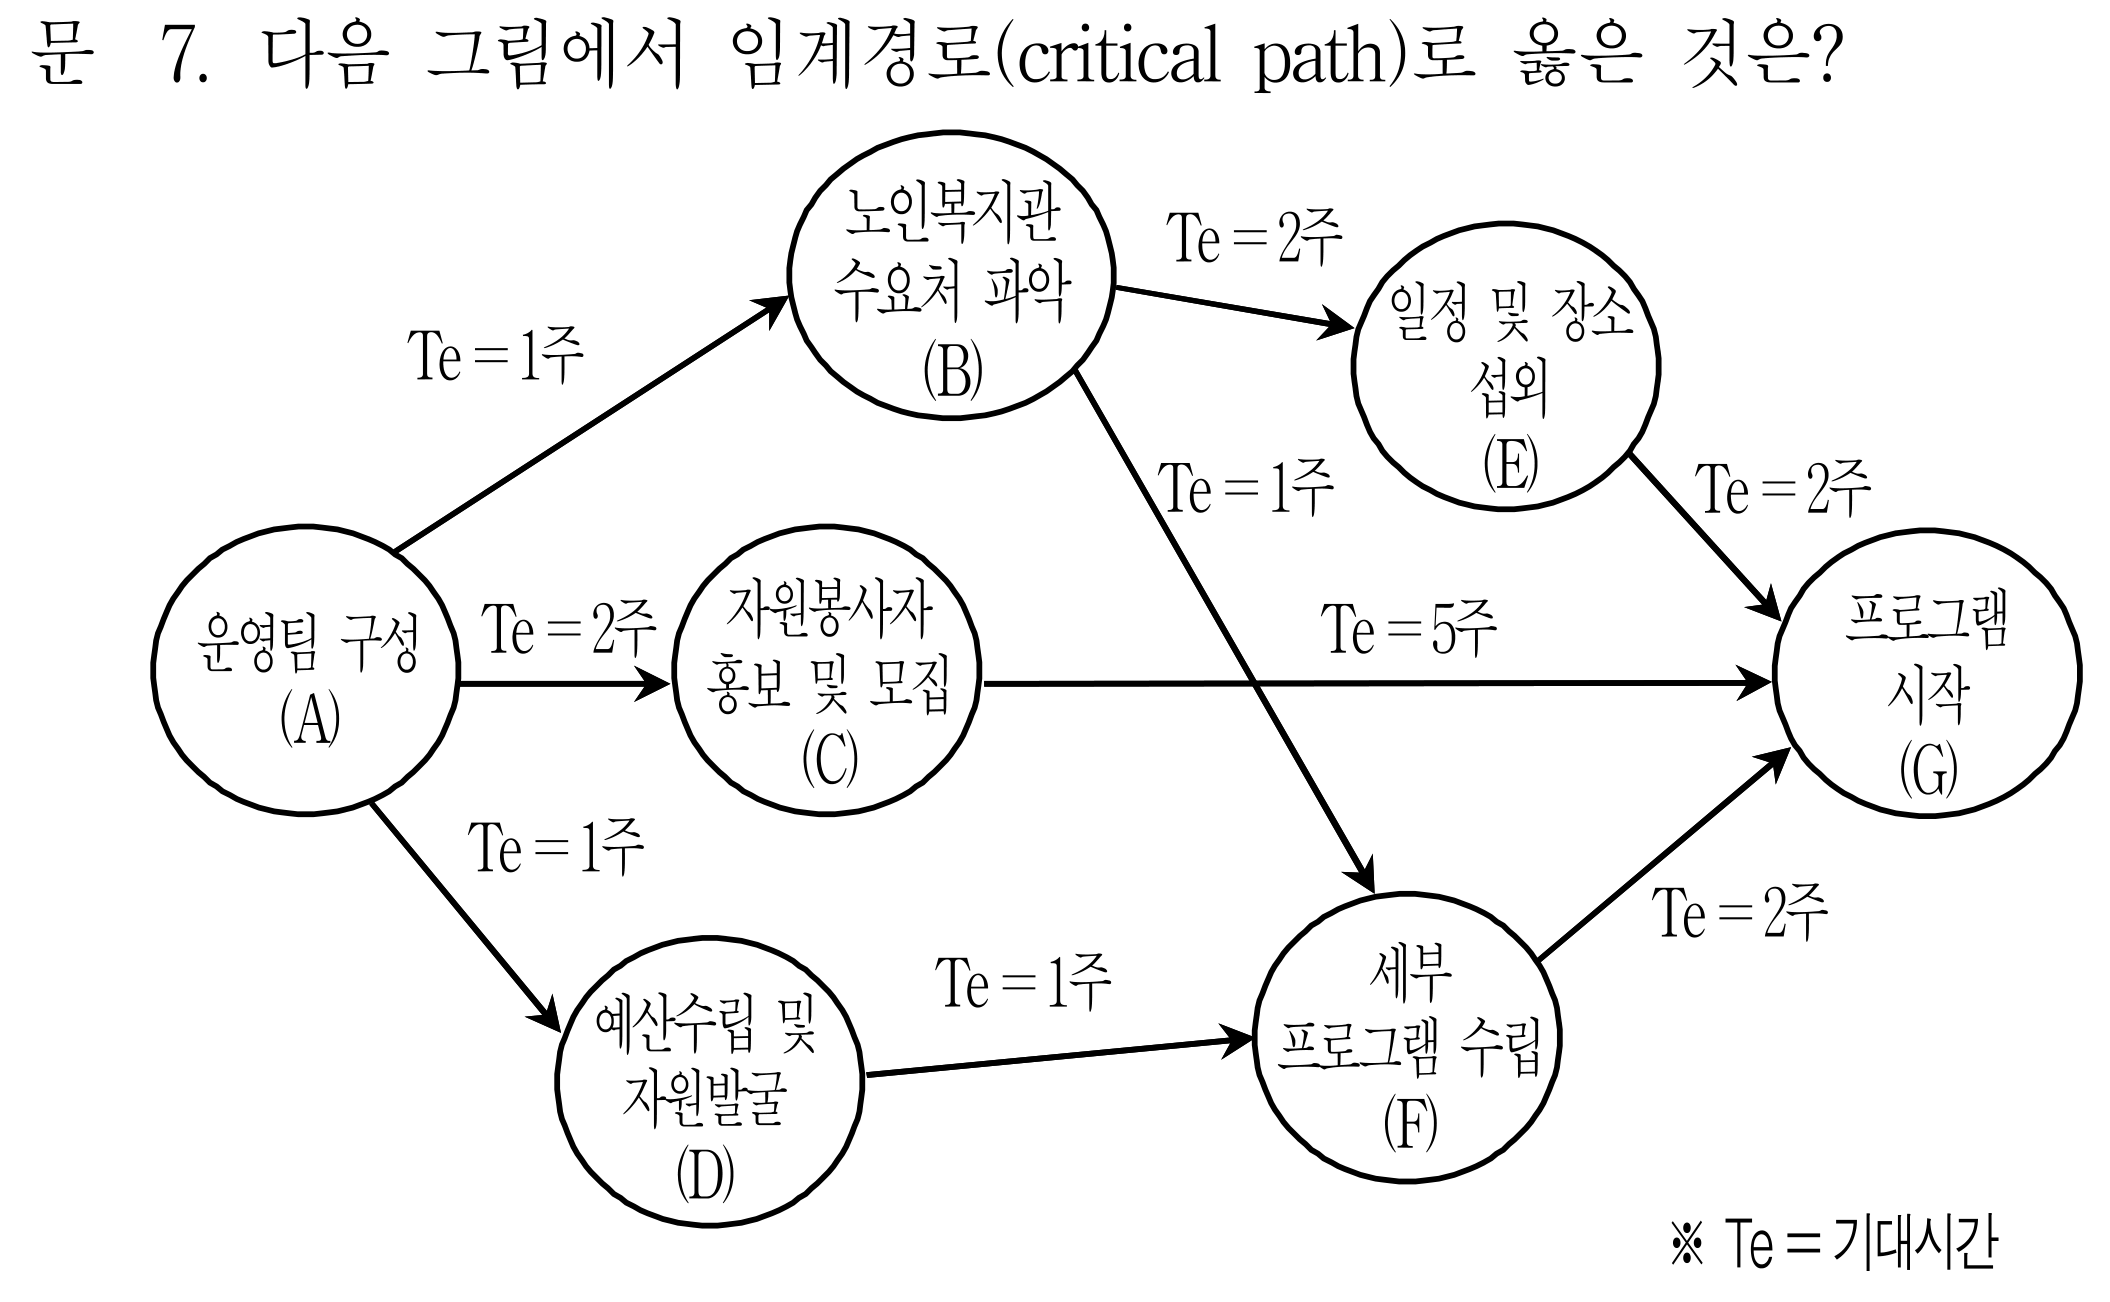 문 7. 다음 그림에서 임계경로(critical path)로 옳은 것은?
노인복지관
수요처 파악
(B)
Te = 2주
일정 및 장소
섭외
(E)
Te = 1주
Te = 1주
Te = 2주
운영팀 구성
(A)
Te = 2주
자원봉사자
홍보 및 모집
(C)
Te = 5주
프로그램
시작
(G)
Te = 1주
예산수립 및
자원발굴
(D)
Te = 1주
세부
프로그램 수립
(F)
Te = 2주
※ Te = 기대시간